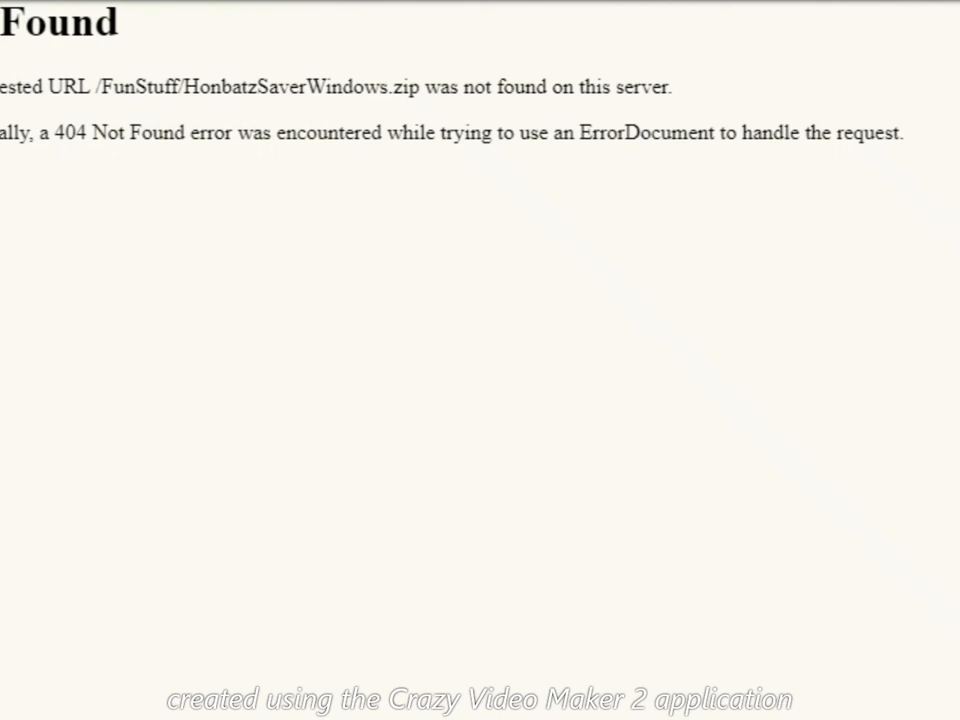 Found
ested URL /FunStuff/HonbatzSaverWindows.zip was not found on this server.
ally, a 404 Not Found error was encountered while trying to use an ErrorDocument to handle the request.
created using the Crazy Video Maker 2 application